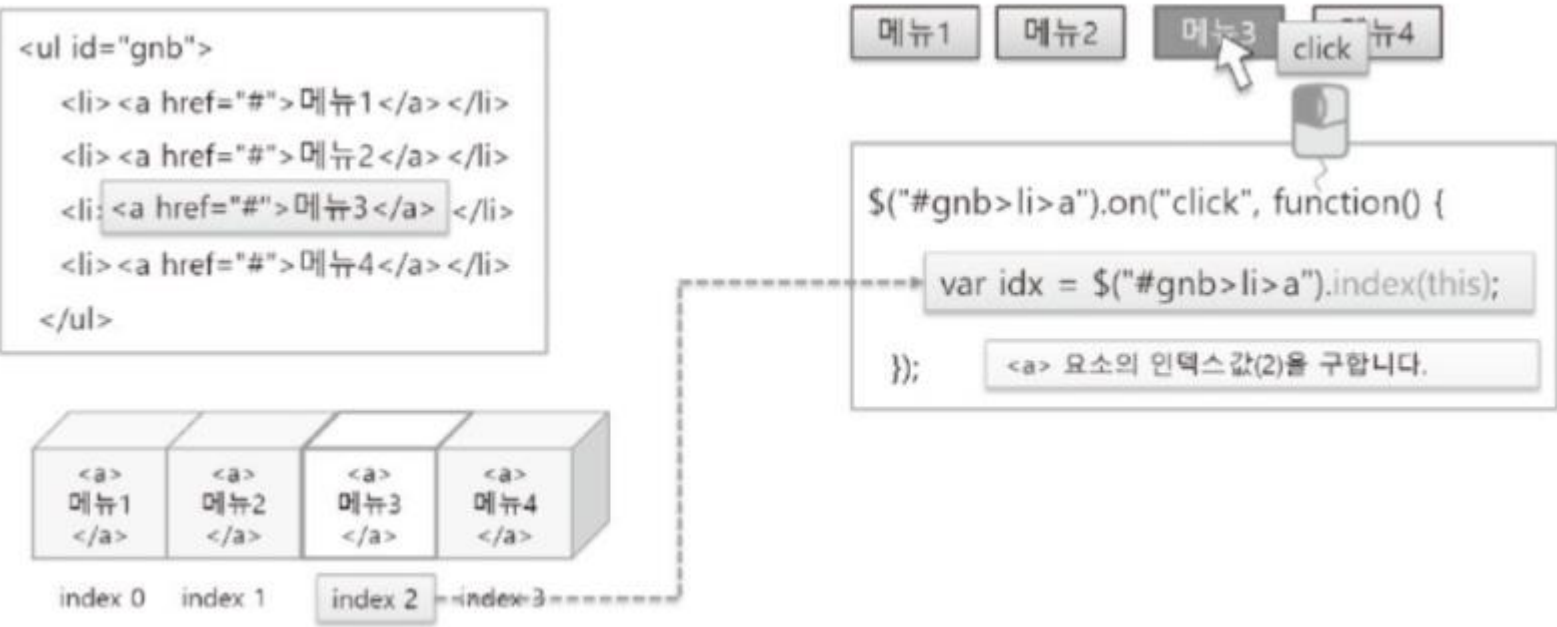 <ul id="gnb">
<li><a href="#">메뉴1</a></li>
<li><a href="#">메뉴2</a></li>
<li <a href="#">메뉴3</a> </li>
<li><a href="#">메뉴4</a></li>
</ul>
<a> <a> <a> <a>
메뉴1 메뉴2 메뉴3 메뉴4
</a> </a> </a> </a>
index 0 index 1 index 2 index 3
메뉴1 메뉴2 메뉴3 뉴4
click
$("#gnb>li>a").on("click", function() {
var idx = $("#gnb>li>a").index(this);
});
<a> 요소의 인덱스값(2)을 구합니다.